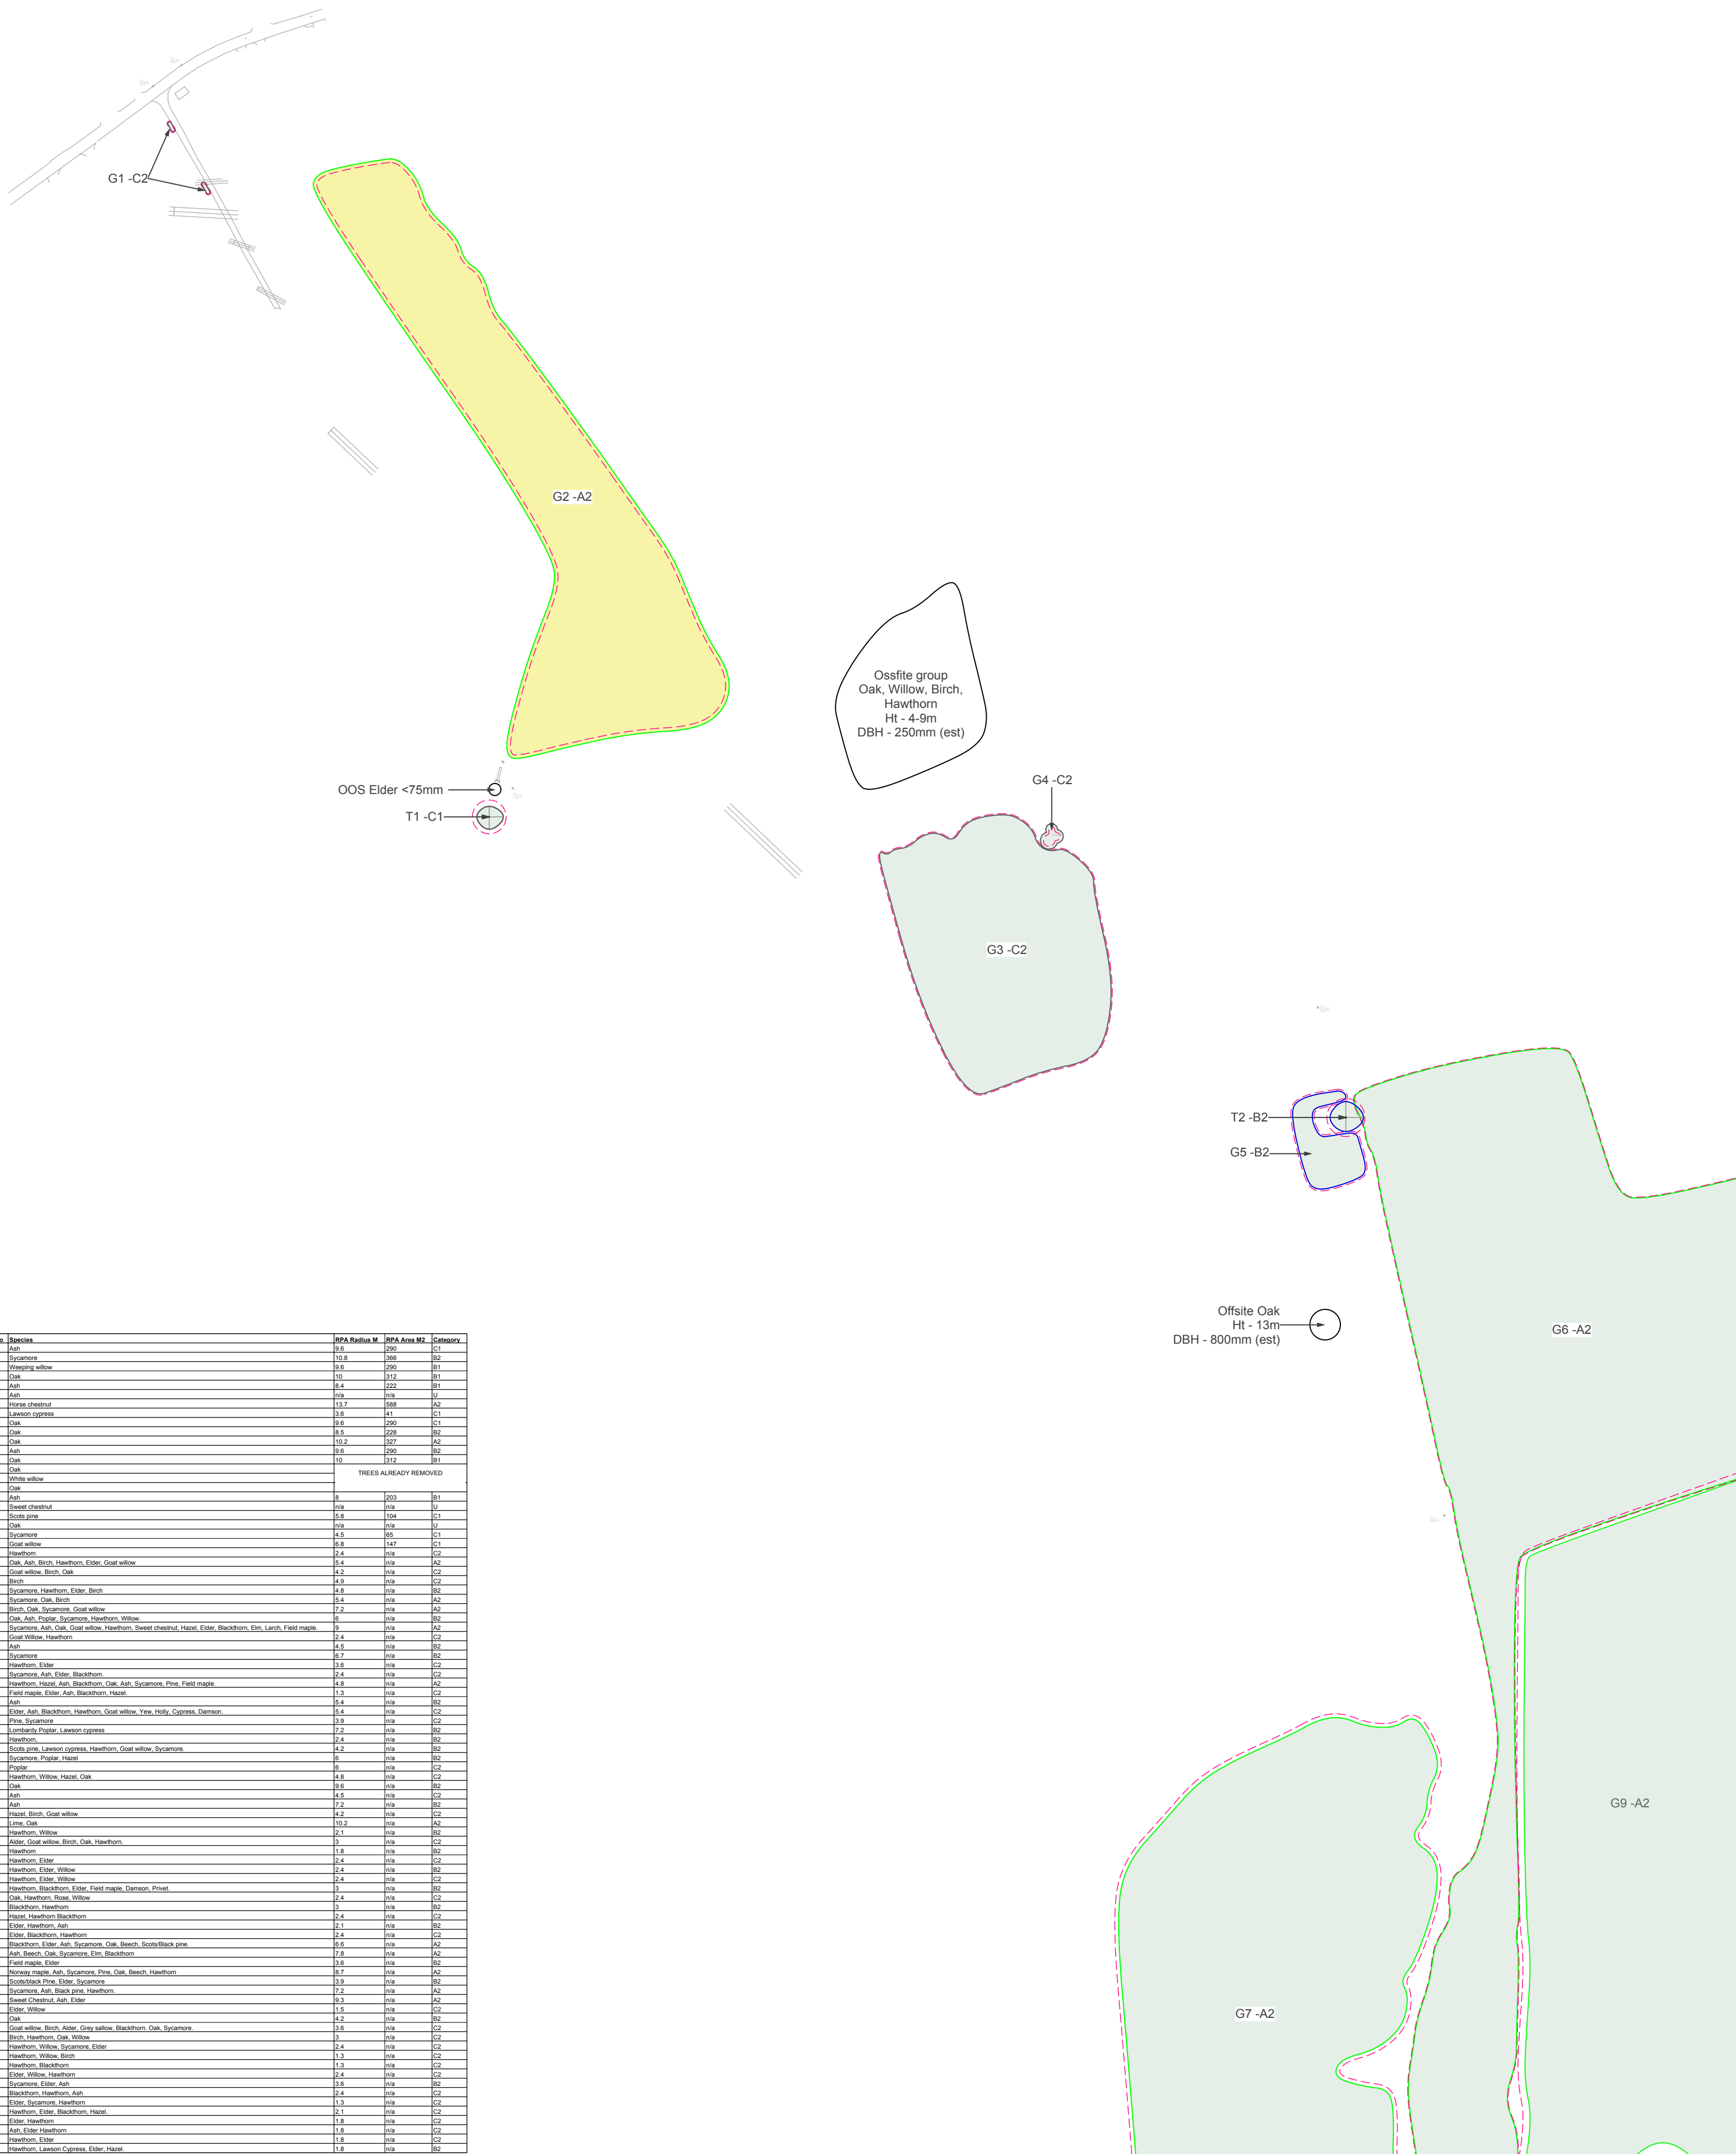 G1 -C2
G2 -A2
Ossfite group
Oak, Willow, Birch,
Hawthorn
Ht - 4-9m
DBH - 250mm (est)
OOS Elder <75mm
T1 -C1
G4 -C2
G3 -C2
T2 -B2
G5 -B2
Offsite Oak
Ht - 13m
DBH - 800mm (est)
G6 -A2
G9 -A2
G7 -A2
o Species RPA Radius M RPA Area M2 Category
Ash 9.6 290 C1
Sycamore 10.8 366 B2
Weeping willow 9.6 290 B1
Oak 10 312 B1
Ash 8.4 222 B1
Ash n/a n/a U
Horse chestnut 13.7 588 A2
Lawson cypress 3.6 41 C1
Oak 9.6 290 C1
Oak 8.5 228 B2
Oak 10.2 327 A2
Ash 9.6 290 B2
Oak 10 312 B1
Oak
White willow TREES ALREADY REMOVED
Oak
Ash 8 203 B1
Sweet chestnut n/a n/a U
Scots pine 5.8 104 C1
Oak n/a n/a U
Sycamore 4.5 65 C1
Goat willow 6.8 147 C1
Hawthorn 2.4 n/a C2
Oak, Ash, Birch, Hawthorn, Elder, Goat willow 5.4 n/a A2
Goat willow, Birch, Oak 4.2 n/a C2
Birch 4.9 n/a C2
Sycamore, Hawthorn, Elder, Birch 4.8 n/a B2
Sycamore, Oak, Birch 5.4 n/a A2
Birch, Oak, Sycamore, Goat willow 7.2 n/a A2
Oak, Ash, Poplar, Sycamore, Hawthorn, Willow. 6 n/a B2
Sycamore, Ash, Oak, Goat willow, Hawthorn, Sweet chestnut, Hazel, Elder, Blackthorn, Elm, Larch, Field maple. 9 n/a A2
Goat Willow, Hawthorn 2.4 n/a C2
Ash 4.5 n/a B2
Sycamore 6.7 n/a B2
Hawthorn, Elder 3.6 n/a C2
Sycamore, Ash, Elder, Blackthorn. 2.4 n/a C2
Hawthorn, Hazel, Ash, Blackthorn, Oak, Ash, Sycamore, Pine, Field maple. 4.8 n/a A2
Field maple, Elder, Ash, Blackthorn, Hazel. 1.3 n/a C2
Ash 5.4 n/a B2
Elder, Ash, Blackthorn, Hawthorn, Goat willow, Yew, Holly, Cypress, Damson. 5.4 n/a C2
Pine, Sycamore 3.9 n/a C2
Lombardy Poplar, Lawson cypress 7.2 n/a B2
Hawthorn, 2.4 n/a B2
Scots pine, Lawson cypress, Hawthorn, Goat willow, Sycamore. 4.2 n/a B2
Sycamore, Poplar, Hazel 6 n/a B2
Poplar 6 n/a C2
Hawthorn, Willow, Hazel, Oak 4.8 n/a C2
Oak 9.6 n/a B2
Ash 4.5 n/a C2
Ash 7.2 n/a B2
Hazel, Birch, Goat willow 4.2 n/a C2
Lime, Oak 10.2 n/a A2
Hawthorn, Willow 2.1 n/a B2
Alder, Goat willow, Birch, Oak, Hawthorn. 3 n/a C2
Hawthorn 1.8 n/a B2
Hawthorn, Elder 2.4 n/a C2
Hawthorn, Elder, Willow 2.4 n/a B2
Hawthorn, Elder, Willow 2.4 n/a C2
Hawthorn, Blackthorn, Elder, Field maple, Damson, Privet. 3 n/a B2
Oak, Hawthorn, Rose, Willow 2.4 n/a C2
Blackthorn, Hawthorn 3 n/a B2
Hazel, Hawthorn Blackthorn 2.4 n/a C2
Elder, Hawthorn, Ash 2.1 n/a B2
Elder, Blackthorn, Hawthorn 2.4 n/a C2
Blackthorn, Elder, Ash, Sycamore, Oak, Beech, Scots/Black pine. 6.6 n/a A2
Ash, Beech, Oak, Sycamore, Elm, Blackthorn 7.8 n/a A2
Field maple, Elder 3.6 n/a B2
Norway maple, Ash, Sycamore, Pine, Oak, Beech, Hawthorn 8.7 n/a A2
Scots/black Pine, Elder, Sycamore 3.9 n/a B2
Sycamore, Ash, Black pine, Hawthorn. 7.2 n/a A2
Sweet Chestnut, Ash, Elder 9.3 n/a A2
Elder, Willow 1.5 n/a C2
Oak 4.2 n/a B2
Goat willow, Birch, Alder, Grey sallow, Blackthorn. Oak, Sycamore. 3.6 n/a C2
Birch, Hawthorn, Oak, Willow 3 n/a C2
Hawthorn, Willow, Sycamore, Elder 2.4 n/a C2
Hawthorn, Willow, Birch 1.3 n/a C2
Hawthorn, Blackthorn 1.3 n/a C2
Elder, Willow, Hawthorn 2.4 n/a C2
Sycamore, Elder, Ash 3.6 n/a B2
Blackthorn, Hawthorn, Ash 2.4 n/a C2
Elder, Sycamore, Hawthorn 1.3 n/a C2
Hawthorn, Elder, Blackthorn, Hazel. 2.1 n/a C2
Elder, Hawthorn 1.8 n/a C2
Ash, Elder Hawthorn 1.8 n/a C2
Hawthorn, Elder 1.8 n/a C2
Hawthorn, Lawson Cypress, Elder, Hazel. 1.8 n/a B2